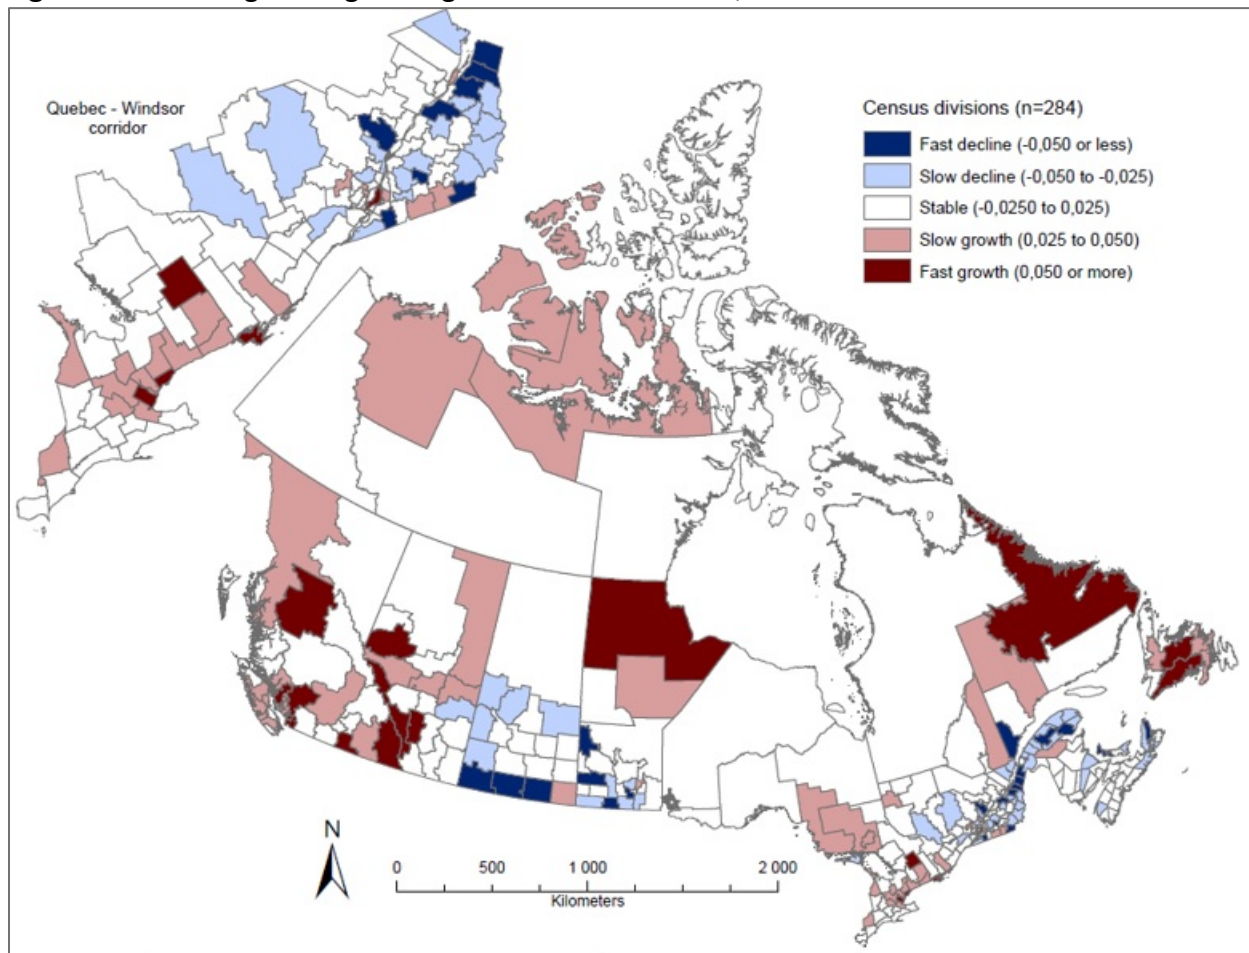 Quebec - Windsor
corridor
Census divisions (n=284)
Fast decline (-0,050 or less)
Slow decline (-0,050 to -0,025)
Stable (-0,0250 to 0,025)
Slow growth (0,025 to 0,050)
Fast growth (0,050 or more)
N
0 500 1 000 2 000
Kilometers